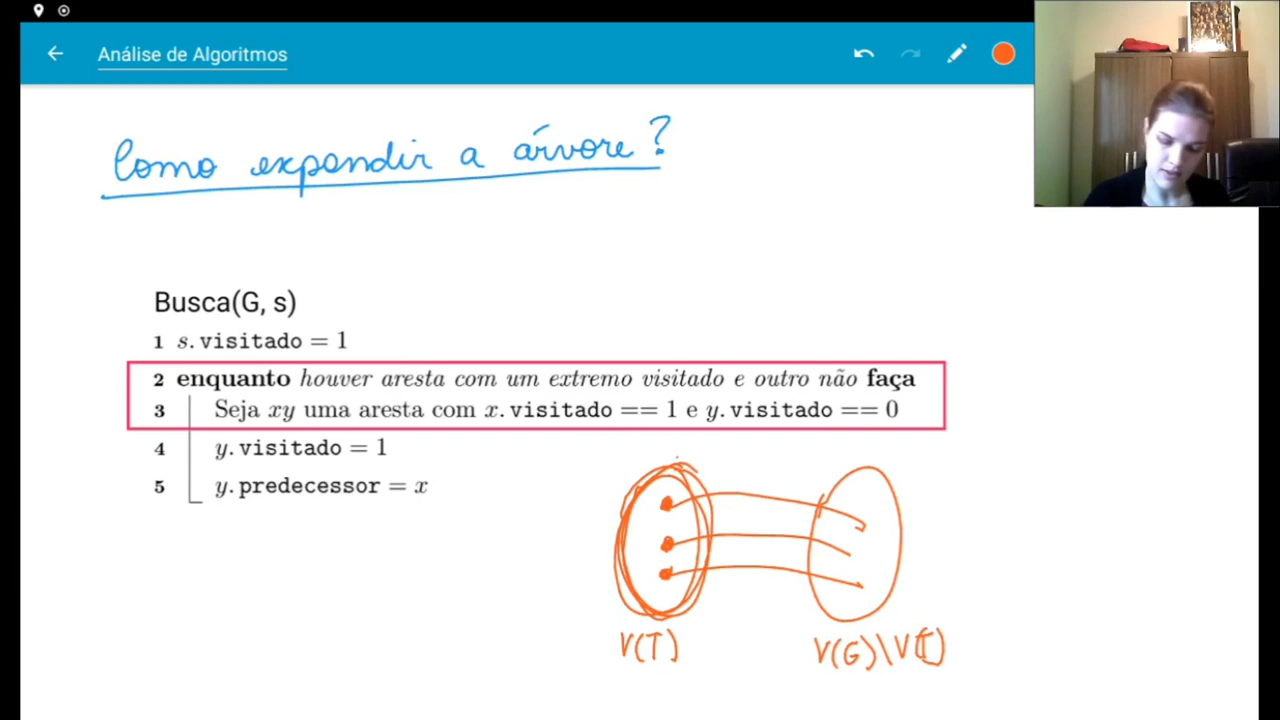 Análise de Algoritmos
Como expandir a árvore?
Busca(G, s)
1 s.visitado = 1
2 enquanto houver aresta com um extremo visitado e outro não faça
3 Seja xy uma aresta com x.visitado == 1 e y.visitado == 0
4 y.visitado = 1
5 y.predecessor = x
V(T)
V(G)\V(T)